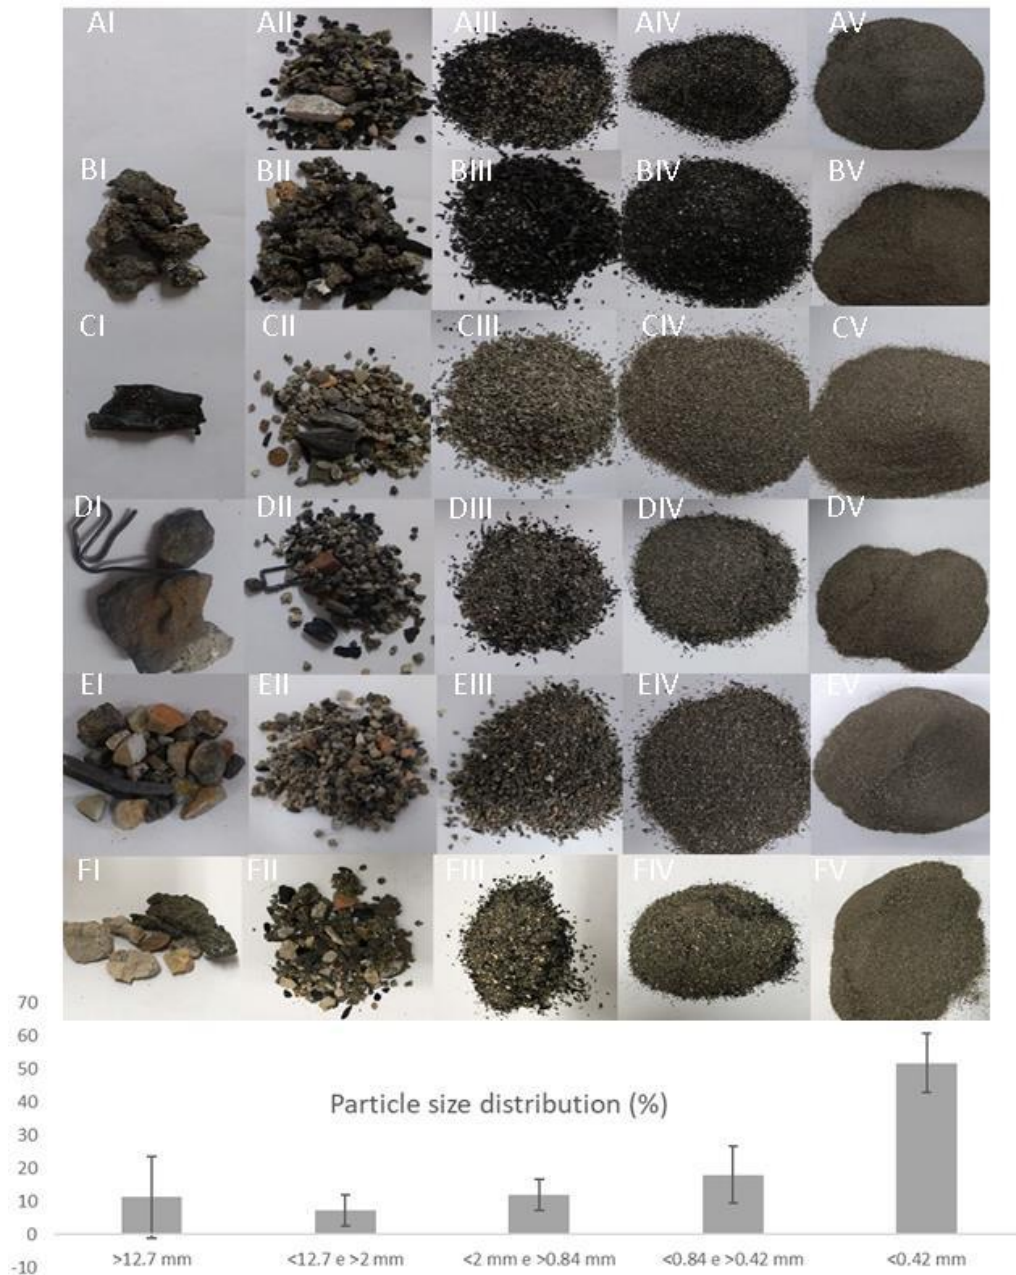 AI AII AIII AIV AV
BI BII BIII BIV BV
CI CII CIII CIV CV
DI DII DIII DIV DV
EI EII EIII EIV EV
FI FII FIII FIV FV
70
60
50
40
30
20
10
0
-10
Particle size distribution (%)
>12.7 mm <12.7 e >2 mm <2 mm e >0.84 mm <0.84 e >0.42 mm <0.42 mm